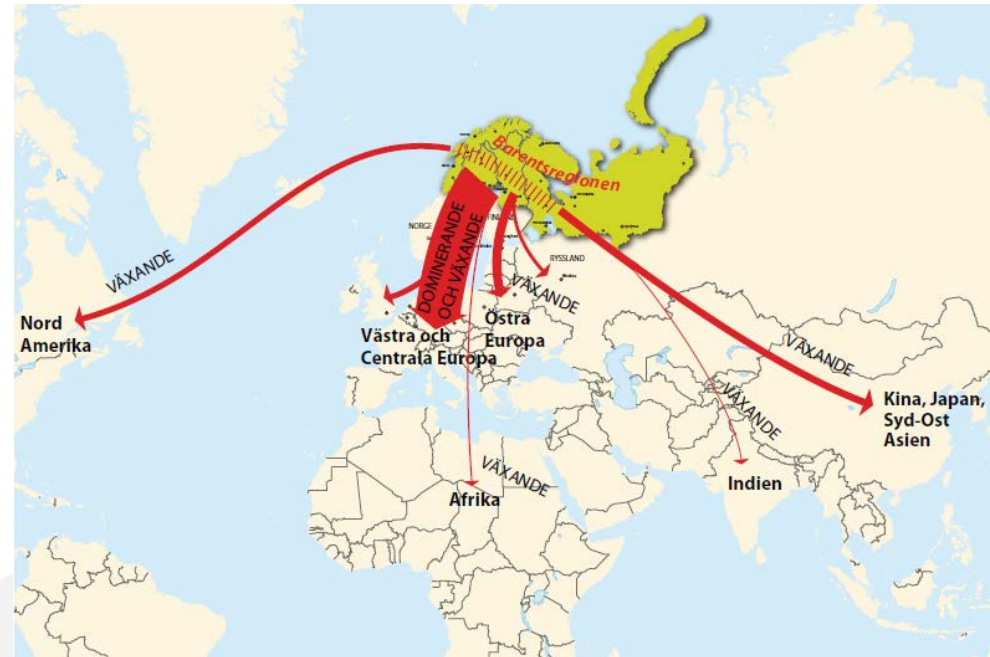 Barentsregionen
NORGE
FINLAND
RYSSLAND
VÄXANDE
Nord
Amerika
DOMINERANDE
OCH VÄXANDE
Västra och
Centrala Europa
VÄXANDE
Östra
Europa
VÄXANDE
Kina, Japan,
Syd-Ost
Asien
VÄXANDE
Indien
VÄXANDE
Afrika